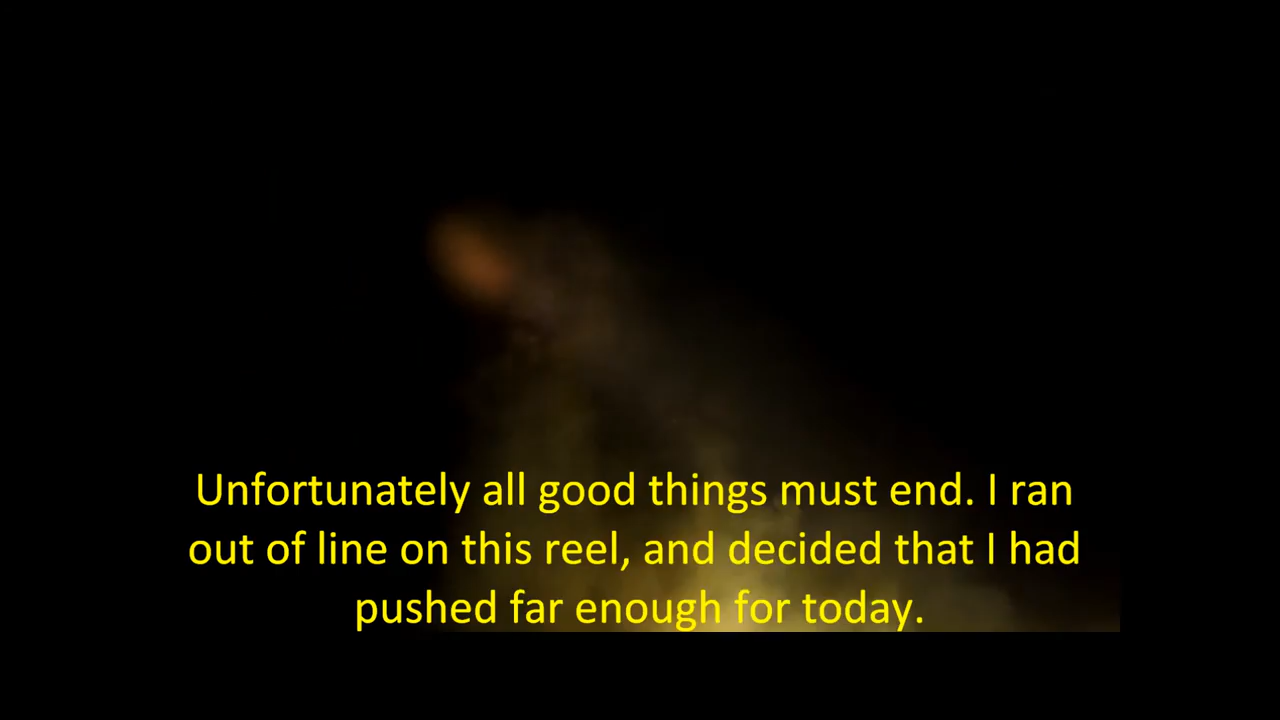 Unfortunately all good things must end. I ran
out of line on this reel, and decided that I had
pushed far enough for today.